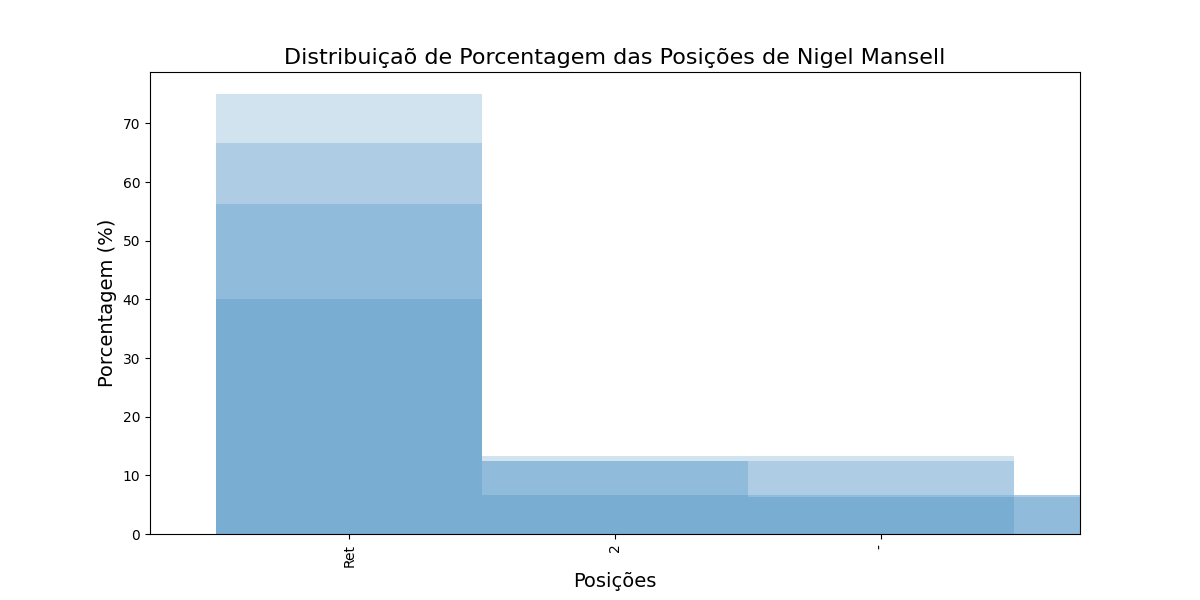 Distribuiçaõ de Porcentagem das Posições de Nigel Mansell
70
60
50
40
30
20
10
0
Porcentagem (%)
Ret
2
-
Posições